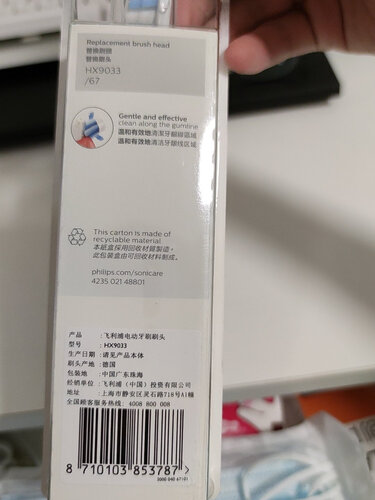 Replacement brush head
替換刷頭
替换刷头
HX9033
/67
Gentle and effective
clean along the gumline
溫和有效地清潔牙齦線區域
温和有效地清洁牙龈线区域
This carton is made of
recyclable material
本紙盒採用回收材質製造。
此包装盒由可回收材料制成。
philips.com/sonicare
4235 021 48801
产品 : 飞利浦电动牙刷刷头
型号 : HX9033
生产日期 : 请见产品本体
刷头产地 : 德国
包装地 : 中国广东珠海
经销单位 : 飞利浦（中国）投资有限公司
地址 : 上海市静安区灵石路718号A1幢
全国顾客服务热线: 4008 800 008
8 710103 853787
3000 040 67101